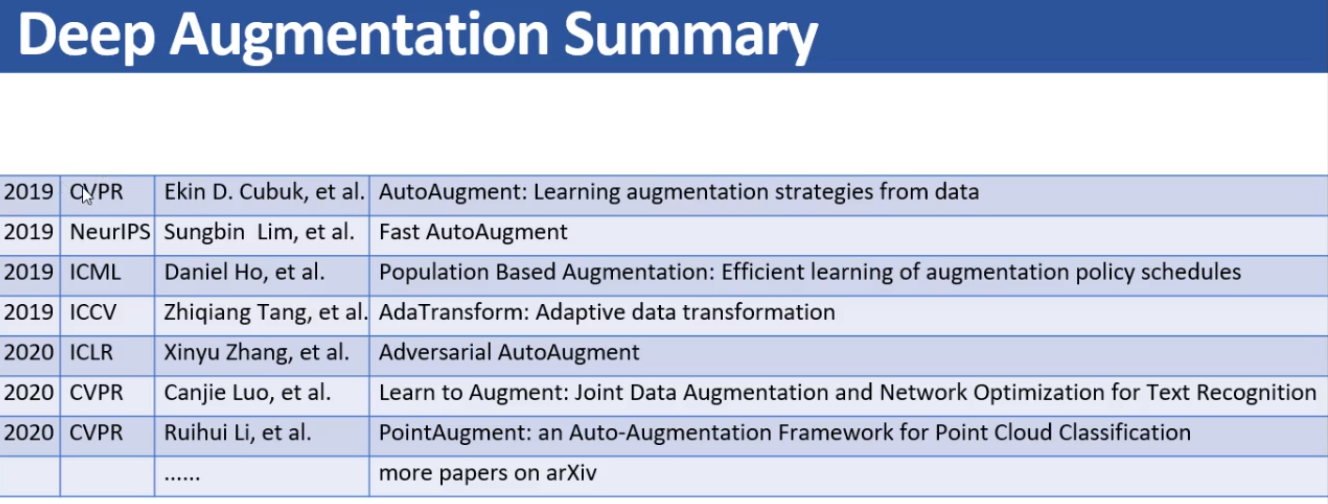 Deep Augmentation Summary
2019 CVPR Ekin D. Cubuk, et al. AutoAugment: Learning augmentation strategies from data
2019 NeurIPS Sungbin Lim, et al. Fast AutoAugment
2019 ICML Daniel Ho, et al. Population Based Augmentation: Efficient learning of augmentation policy schedules
2019 ICCV Zhiqiang Tang, et al. AdaTransform: Adaptive data transformation
2020 ICLR Xinyu Zhang, et al. Adversarial AutoAugment
2020 CVPR Canjie Luo, et al. Learn to Augment: Joint Data Augmentation and Network Optimization for Text Recognition
2020 CVPR Ruihui Li, et al. PointAugment: an Auto-Augmentation Framework for Point Cloud Classification
...... more papers on arXiv